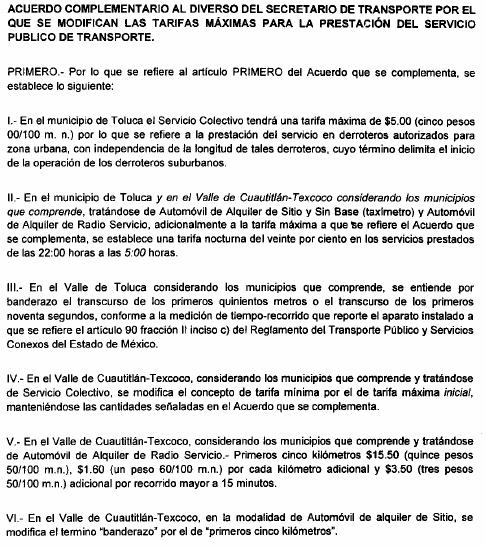 ACUERDO COMPLEMENTARIO AL DIVERSO DEL SECRETARIO DE TRANSPORTE POR EL
QUE SE MODIFICAN LAS TARIFAS MÁXIMAS PARA LA PRESTACIÓN DEL SERVICIO
PUBLICO DE TRANSPORTE.
PRIMERO.- Por lo que se refiere al artículo PRIMERO del Acuerdo que se complementa, se
establece lo siguiente:
I.- En el municipio de Toluca el Servicio Colectivo tendrá una tarifa máxima de $5.00 (cinco pesos
00/100 m. n.) por lo que se refiere a la prestación del servicio en derroteros autorizados para
zona urbana, con independencia de la longitud de tales derroteros, cuyo término delimita el inicio
de la operación de los derroteros suburbanos.
II.- En el municipio de Toluca y en el Valle de Cuautitlán-Texcoco considerando los municipios
que comprende, tratándose de Automóvil de Alquiler de Sitio y Sin Base (taxímetro) y Automóvil
de Alquiler de Radio Servicio, adicionalmente a la tarifa máxima a que se refiere el Acuerdo que
se complementa, se establece una tarifa nocturna del veinte por ciento en los servicios prestados
de las 22:00 horas a las 5:00 horas.
III.- En el Valle de Toluca considerando los municipios que comprende, se entiende por
banderazo el transcurso de los primeros quinientos metros o el transcurso de los primeros
noventa segundos, conforme a la medición de tiempo-recorrido que reporte el aparato instalado a
que se refiere el artículo 90 fracción II inciso c) del Reglamento del Transporte Público y Servicios
Conexos del Estado de México.
IV.- En el Valle de Cuautitlán-Texcoco, considerando los municipios que comprende y tratándose
de Servicio Colectivo, se modifica el concepto de tarifa mínima por el de tarifa máxima inicial,
manteniéndose las cantidades señaladas en el Acuerdo que se complementa.
V.- En el Valle de Cuautitlán-Texcoco, considerando los municipios que comprende y tratándose
de Automóvil de Alquiler de Radio Servicio.- Primeros cinco kilómetros $15.50 (quince pesos
50/100 m.n.), $1.60 (un peso 60/100 m.n.) por cada kilómetro adicional y $3.50 (tres pesos
50/100 m.n.) adicional por recorrido mayor a 15 minutos.
VI.- En el Valle de Cuautitlán-Texcoco, en la modalidad de Automóvil de alquiler de Sitio, se
modifica el termino "banderazo" por el de "primeros cinco kilómetros".